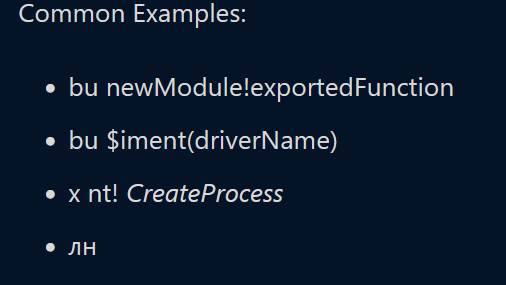 Common Examples:
bu newModule!exportedFunction
bu $iment(driverName)
x nt! CreateProcess
лн